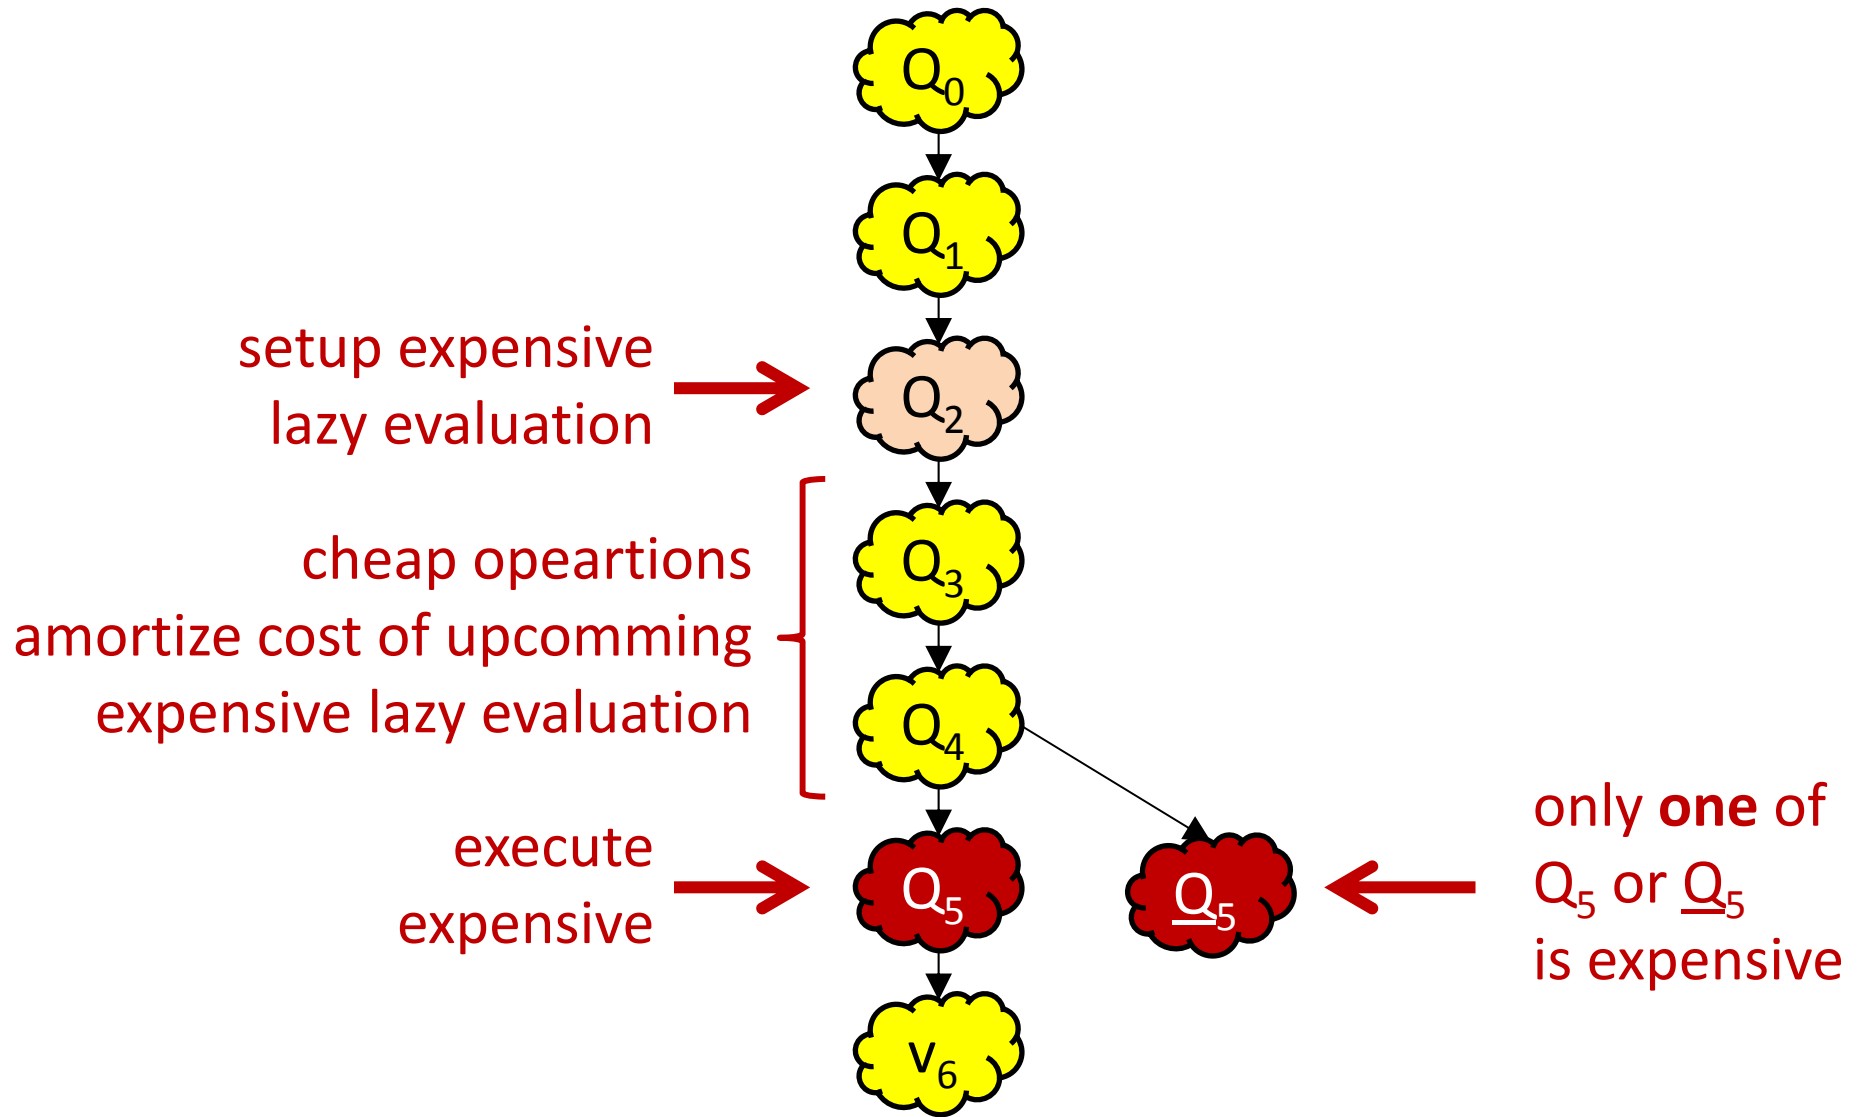 Q0
Q1
setup expensive
lazy evaluation
Q2
cheap opeartions
amortize cost of upcomming
expensive lazy evaluation
Q3
Q4
execute
expensive
Q5
Q5
only one of
Q5 or Q5
is expensive
v6